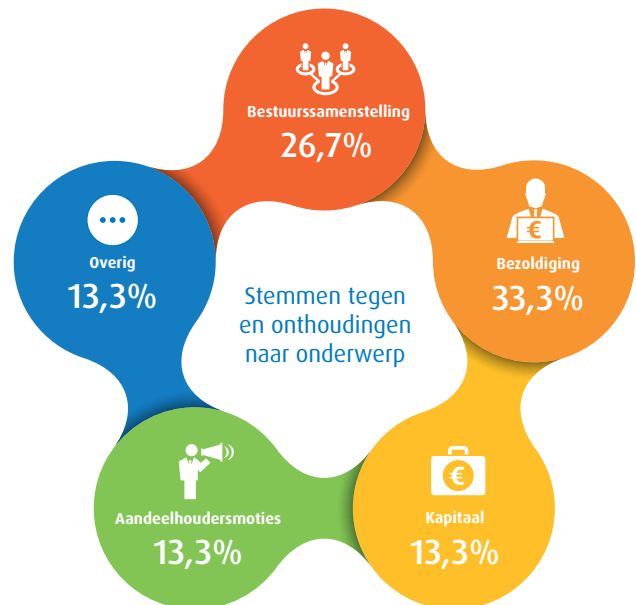 Bestuurssamenstelling
26,7%
Overig
13,3%
Bezoldiging
33,3%
Stemmen tegen
en onthoudingen
naar onderwerp
Aandeelhoudersmoties
13,3%
Kapitaal
13,3%